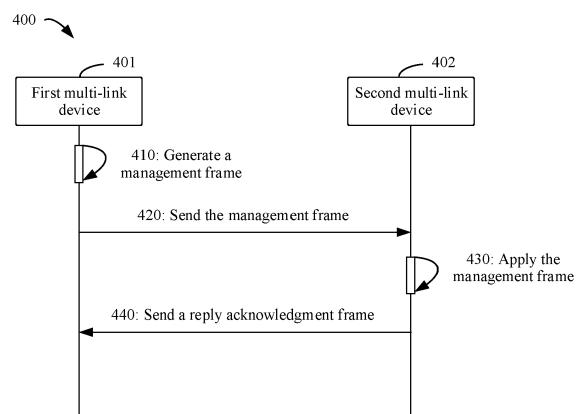 400
401
402
First multi-link
device
Second multi-link
device
410: Generate a
management frame
420: Send the management frame
430: Apply the
management frame
440: Send a reply acknowledgment frame